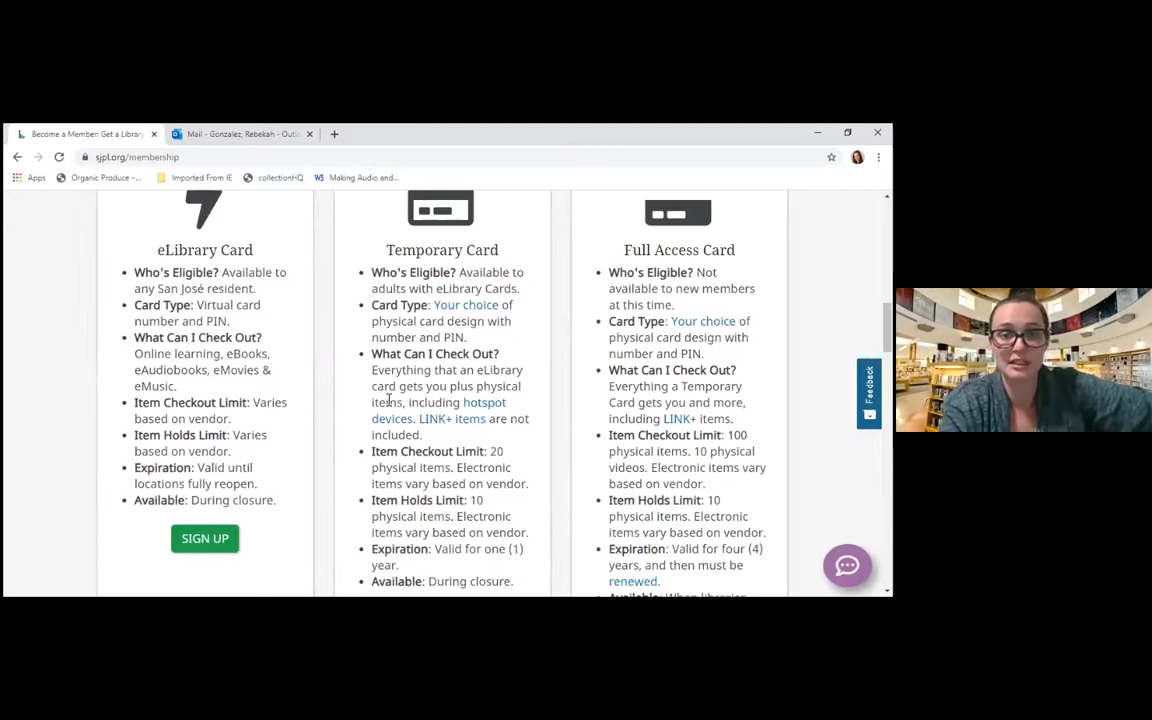 Become a Member: Get a Library
Mail - Gonzalez, Rebekah - Outlo
sjpl.org/membership
Apps
Organic Produce –...
Imported From IE
collectionHQ
Making Audio and...
eLibrary Card
Who's Eligible? Available to
any San José resident.
Card Type: Virtual card
number and PIN.
What Can I Check Out?
Online learning, eBooks,
eAudiobooks, eMovies &
eMusic.
Item Checkout Limit: Varies
based on vendor.
Item Holds Limit: Varies
based on vendor.
Expiration: Valid until
locations fully reopen.
Available: During closure.
SIGN UP
Temporary Card
Who's Eligible? Available to
adults with eLibrary Cards.
Card Type: Your choice of
physical card design with
number and PIN.
What Can I Check Out?
Everything that an eLibrary
card gets you plus physical
items, including hotspot
devices. LINK+ items are not
included.
Item Checkout Limit: 20
physical items. Electronic
items vary based on vendor.
Item Holds Limit: 10
physical items. Electronic
items vary based on vendor.
Expiration: Valid for one (1)
year.
Available: During closure.
Full Access Card
Who's Eligible? Not
available to new members
at this time.
Card Type: Your choice of
physical card design with
number and PIN.
What Can I Check Out?
Everything a Temporary
Card gets you and more,
including LINK+ items.
Item Checkout Limit: 100
physical items. 10 physical
videos. Electronic items vary
based on vendor.
Item Holds Limit: 10
physical items. Electronic
items vary based on vendor.
Expiration: Valid for four (4)
years, and then must be
renewed.
Available: When libraries
Feedback